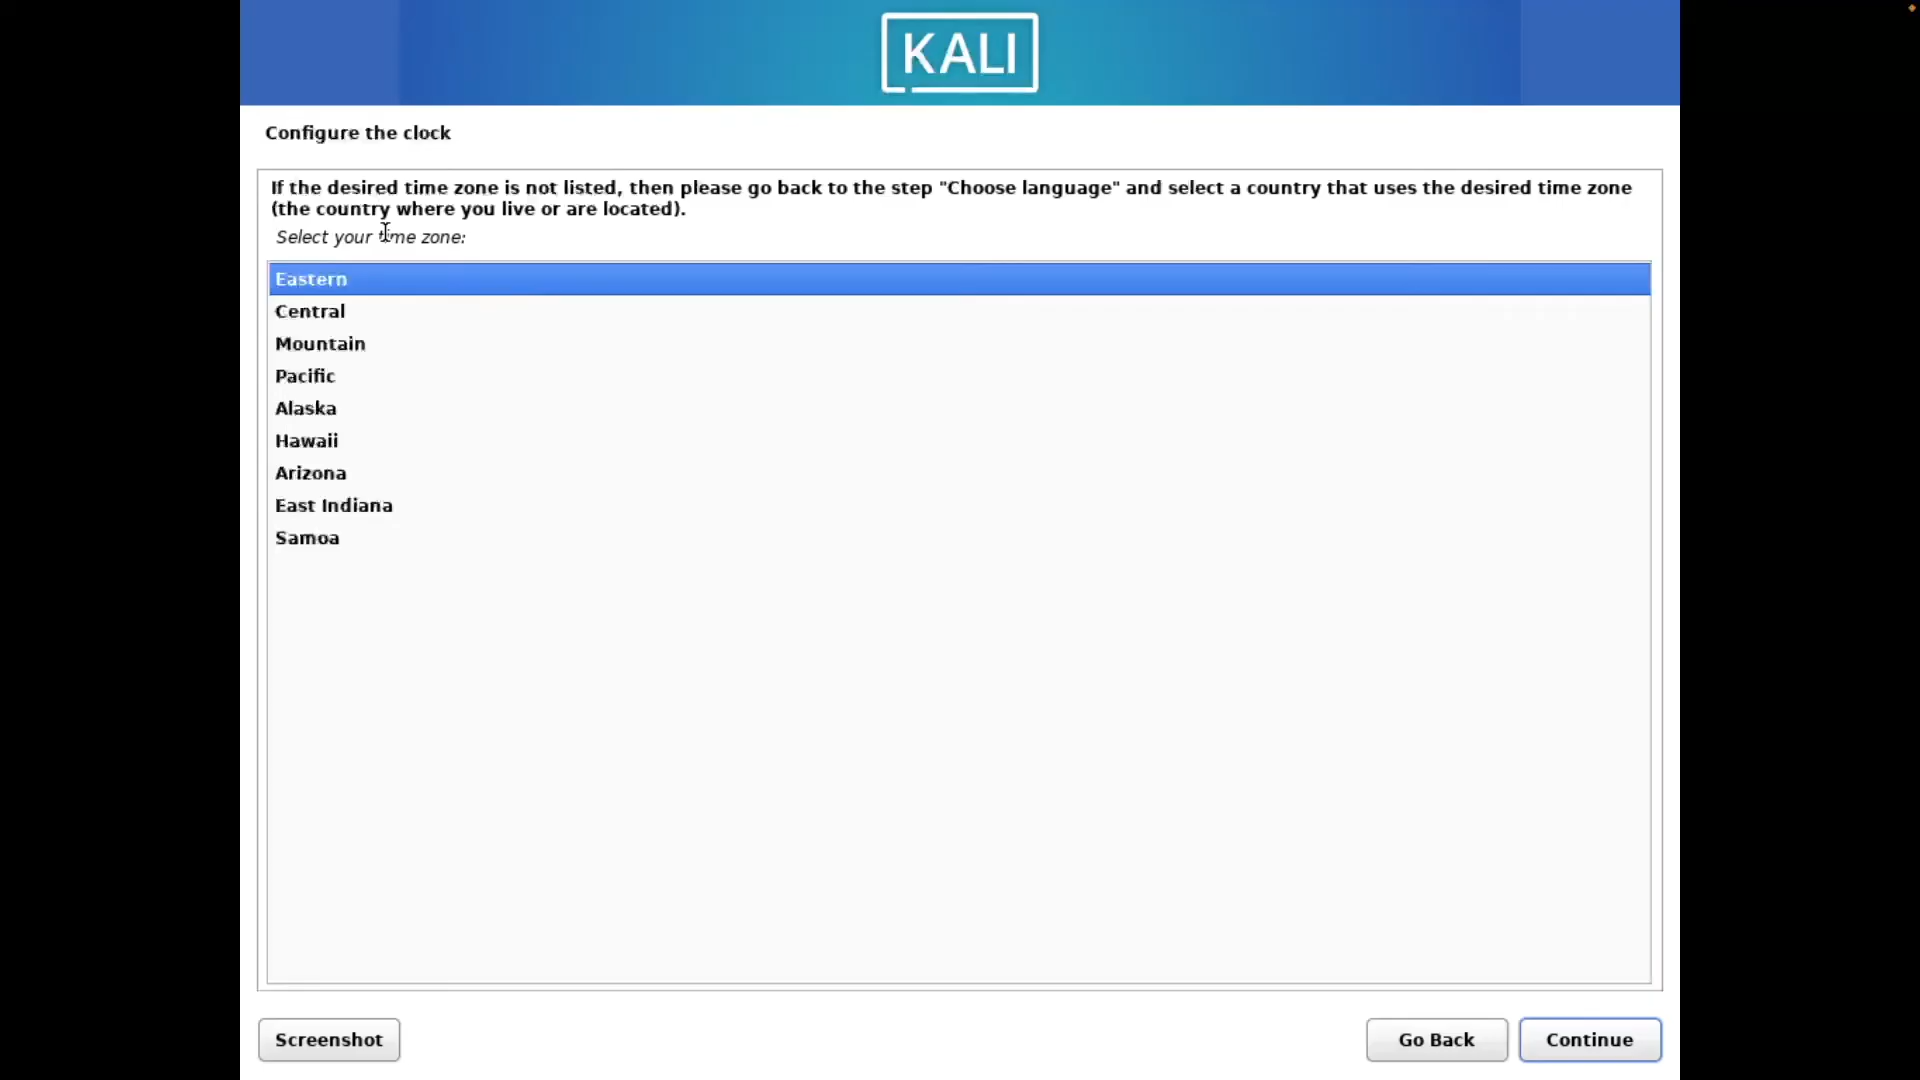 KALI
Configure the clock
If the desired time zone is not listed, then please go back to the step "Choose language" and select a country that uses the desired time zone
(the country where you live or are located).
Select your time zone:
Eastern
Central
Mountain
Pacific
Alaska
Hawaii
Arizona
East Indiana
Samoa
Screenshot
Go Back
Continue